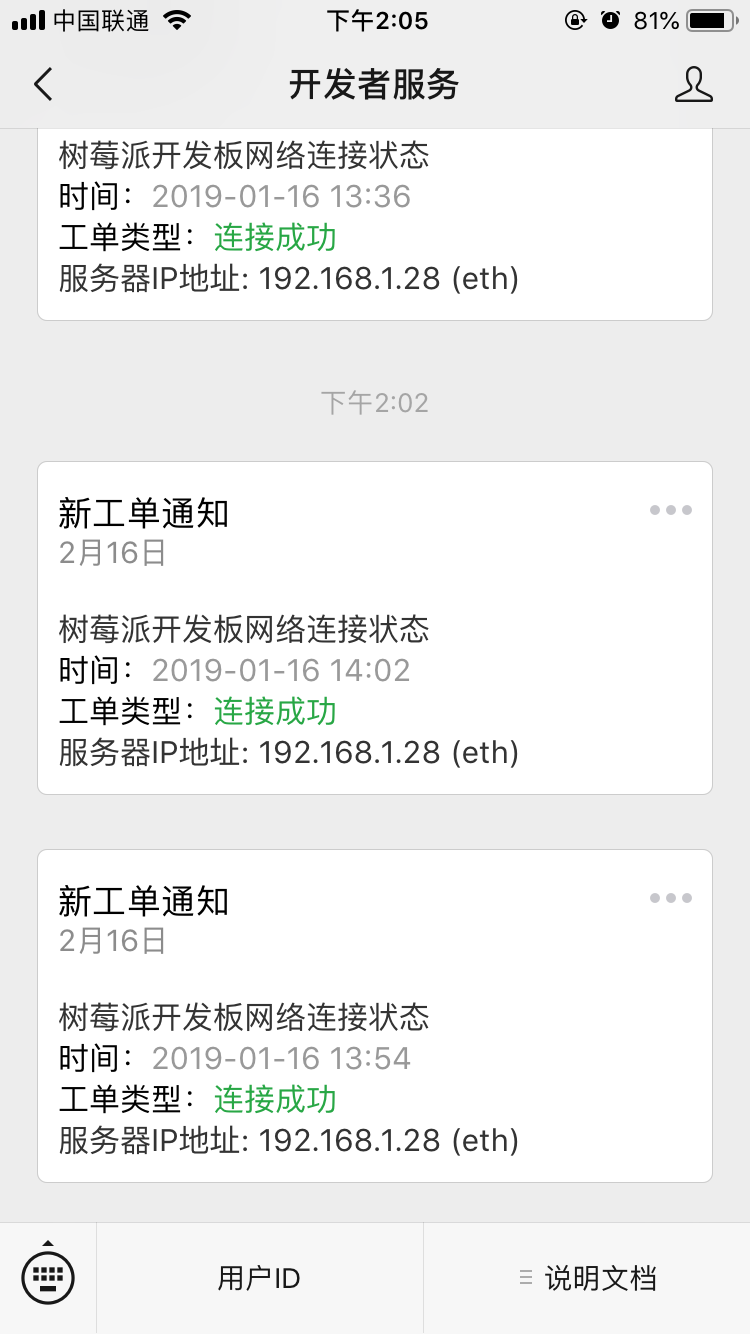 中国联通 下午2:05 81%
开发者服务
树莓派开发板网络连接状态
时间：2019-01-16 13:36
工单类型：连接成功
服务器IP地址: 192.168.1.28 (eth)
下午2:02
新工单通知
2月16日
树莓派开发板网络连接状态
时间：2019-01-16 14:02
工单类型：连接成功
服务器IP地址: 192.168.1.28 (eth)
新工单通知
2月16日
树莓派开发板网络连接状态
时间：2019-01-16 13:54
工单类型：连接成功
服务器IP地址: 192.168.1.28 (eth)
用户ID 说明文档